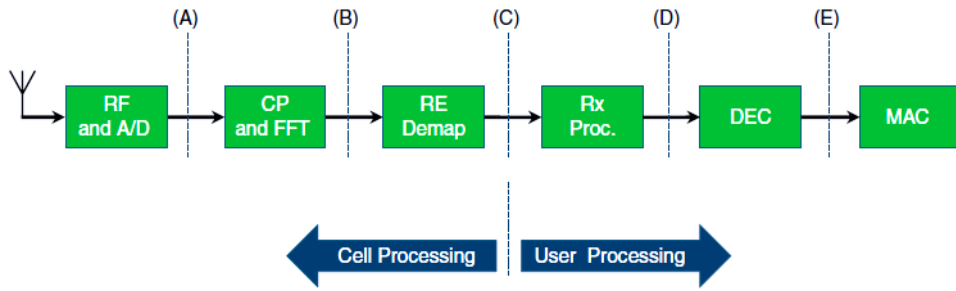 (A) (B) (C) (D) (E)
RF
and A/D
CP
and FFT
RE
Demap
Rx
Proc.
DEC
MAC
Cell Processing
User Processing